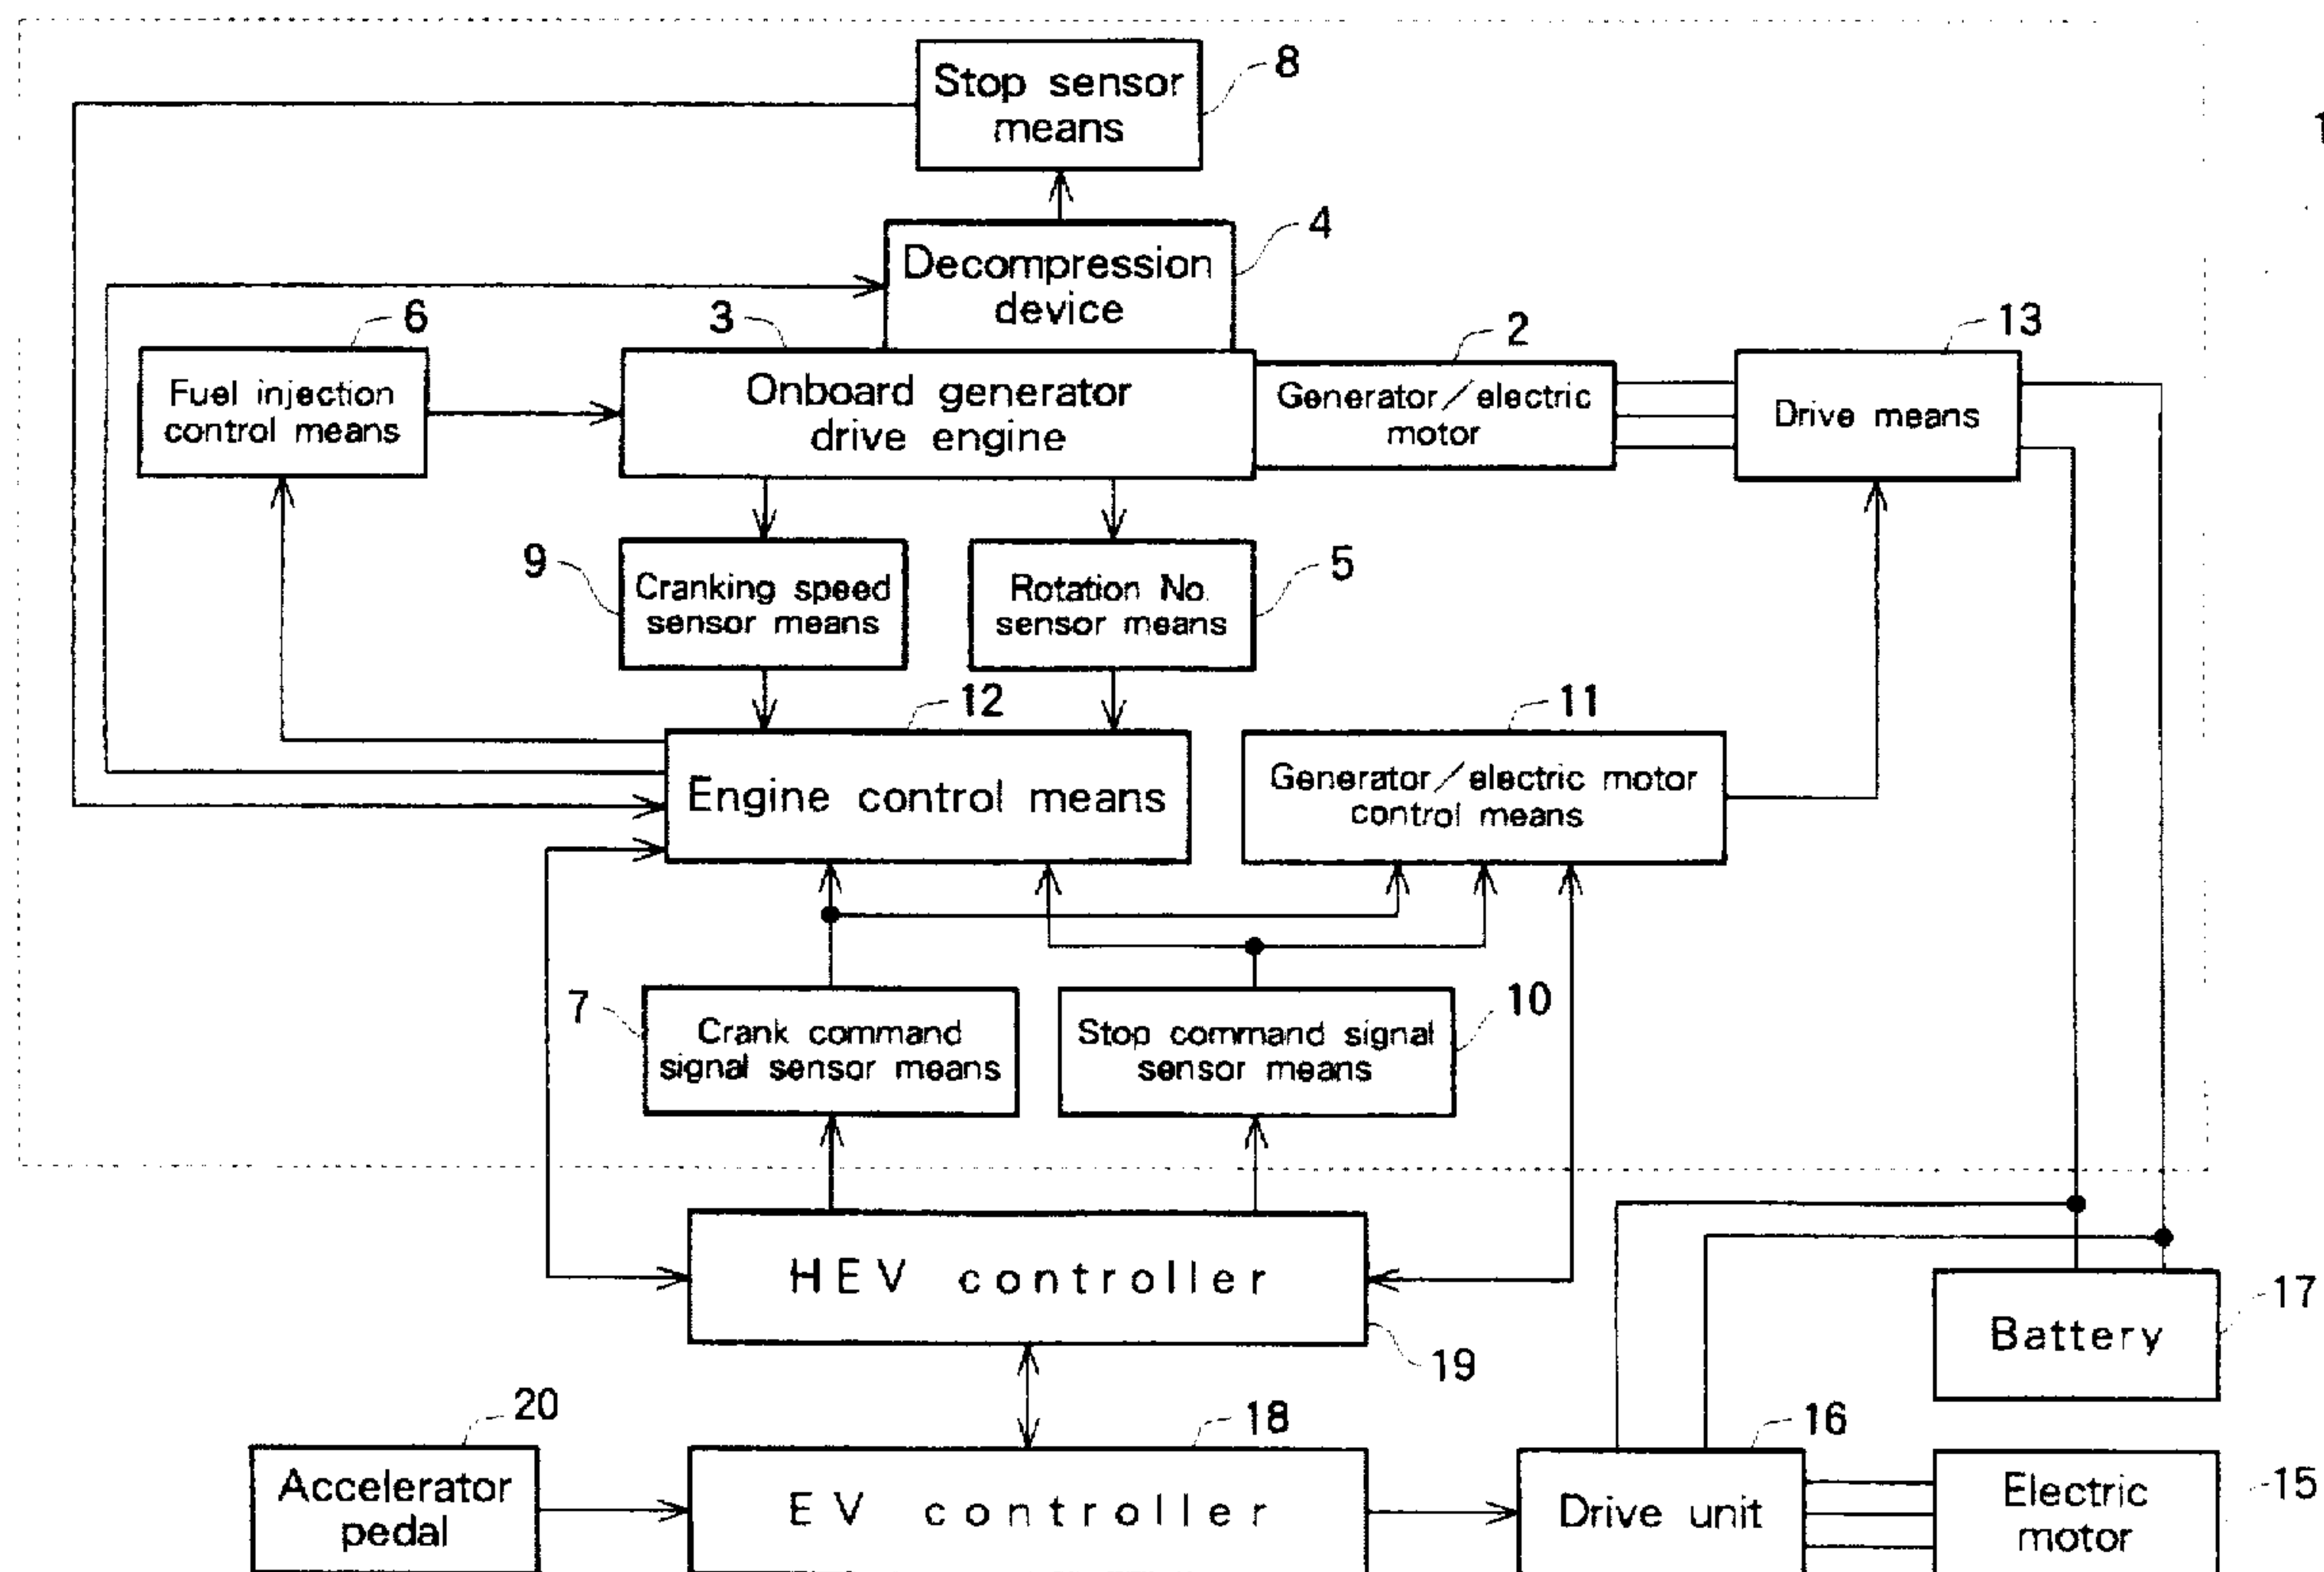 Stop sensor
means
8
1
4
Decompression
device
6
3
2
13
Fuel injection
control means
Onboard generator
drive engine
Generator/electric
motor
Drive means
9
Cranking speed
sensor means
Rotation No.
sensor means
5
12
11
Engine control means
Generator/electric motor
control means
7
Crank command
signal sensor means
Stop command signal
sensor means
10
HEV controller
19
Battery
17
20
18
16
Accelerator
pedal
EV controller
Drive unit
Electric
motor
15